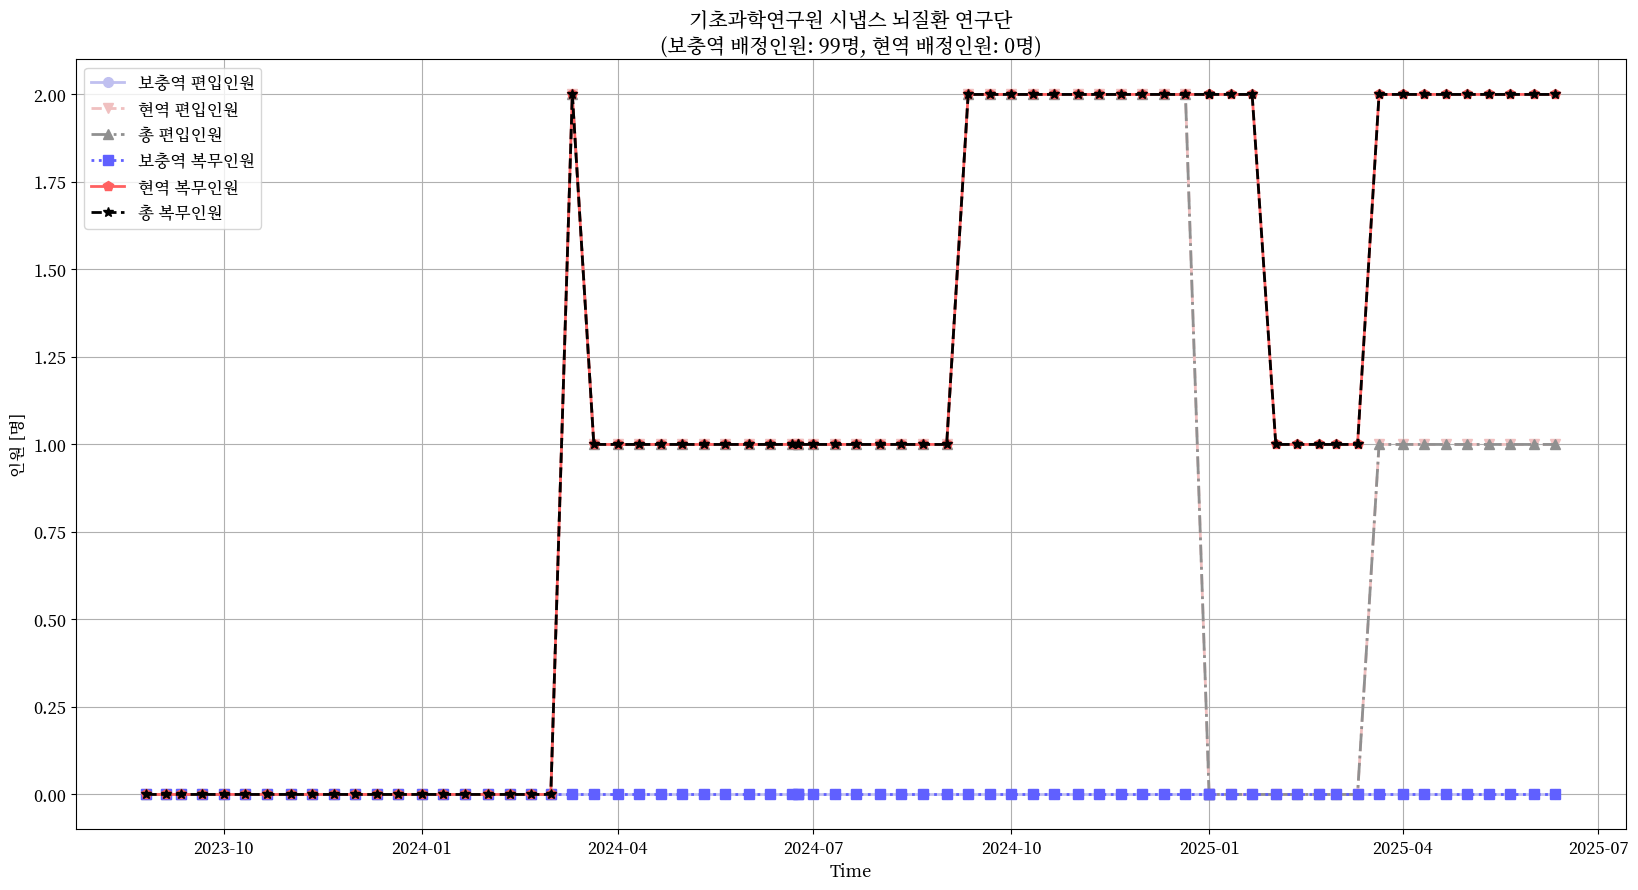 기초과학연구원 시냅스 뇌질환 연구단
(보충역 배정인원: 99명, 현역 배정인원: 0명)
보충역 편입인원
현역 편입인원
총 편입인원
보충역 복무인원
현역 복무인원
총 복무인원
2.00
1.75
1.50
1.25
1.00
0.75
0.50
0.25
0.00
인원 [명]
2023-10 2024-01 2024-04 2024-07 2024-10 2025-01 2025-04 2025-07
Time